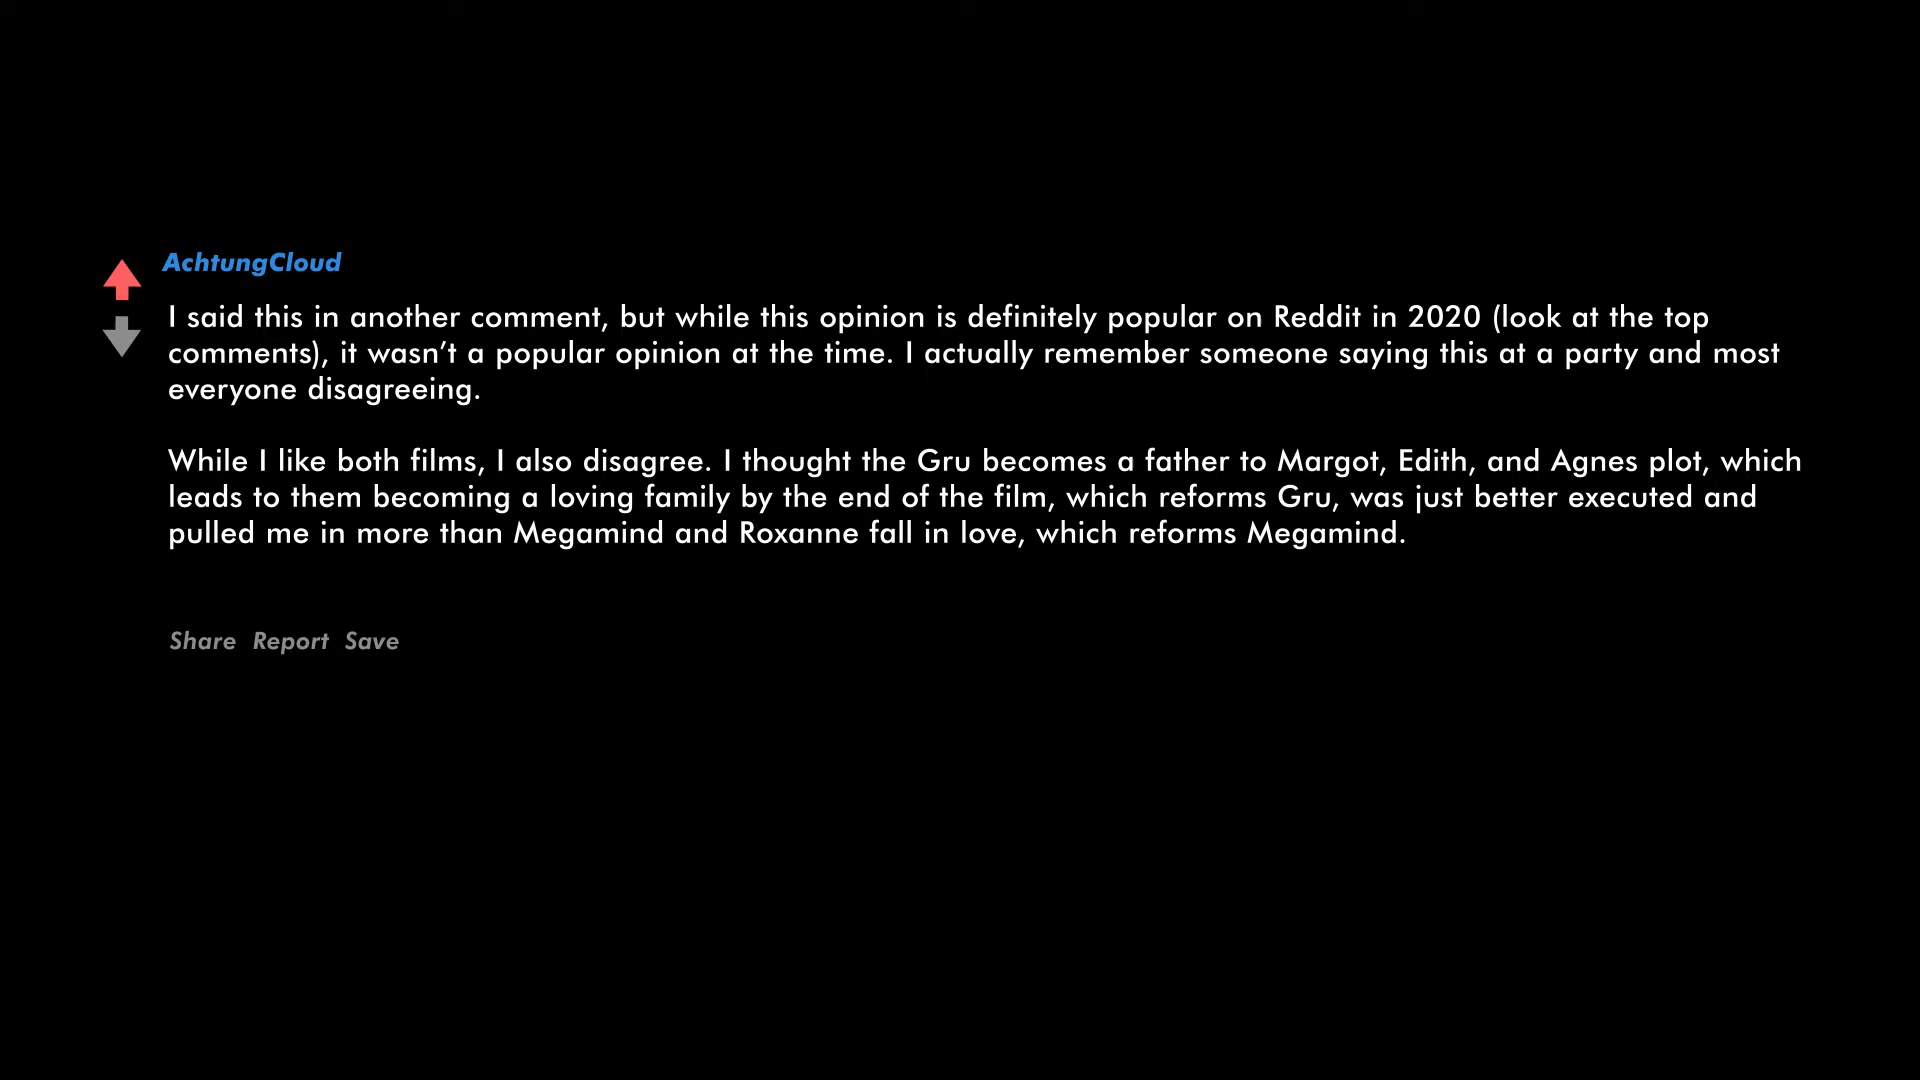 AchtungCloud
I said this in another comment, but while this opinion is definitely popular on Reddit in 2020 (look at the top
comments), it wasn’t a popular opinion at the time. I actually remember someone saying this at a party and most
everyone disagreeing.
While I like both films, I also disagree. I thought the Gru becomes a father to Margot, Edith, and Agnes plot, which
leads to them becoming a loving family by the end of the film, which reforms Gru, was just better executed and
pulled me in more than Megamind and Roxanne fall in love, which reforms Megamind.
Share Report Save